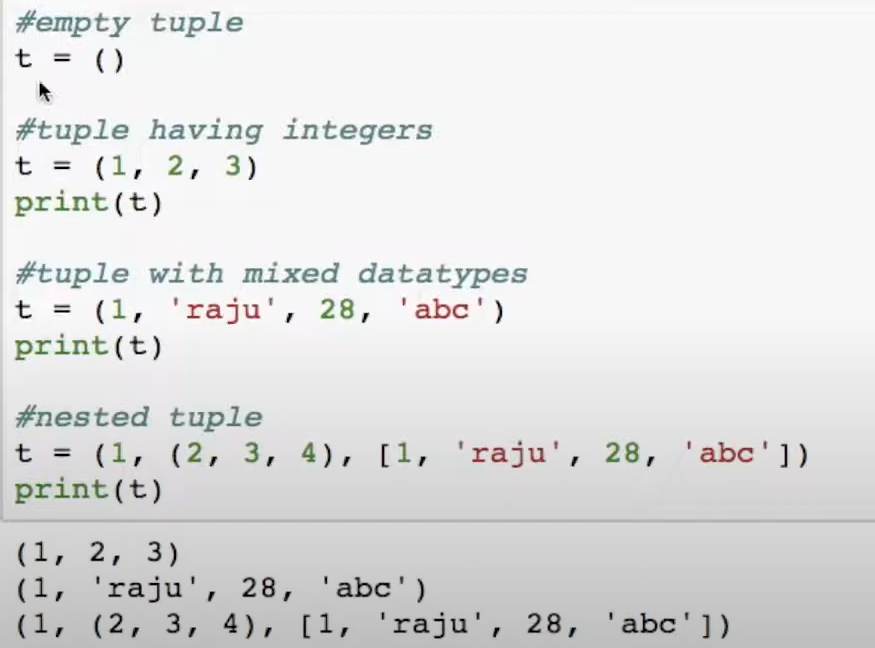 #empty tuple
t = ()
#tuple having integers
t = (1, 2, 3)
print(t)
#tuple with mixed datatypes
t = (1, 'raju', 28, 'abc')
print(t)
#nested tuple
t = (1, (2, 3, 4), [1, 'raju', 28, 'abc'])
print(t)
(1, 2, 3)
(1, 'raju', 28, 'abc')
(1, (2, 3, 4), [1, 'raju', 28, 'abc'])